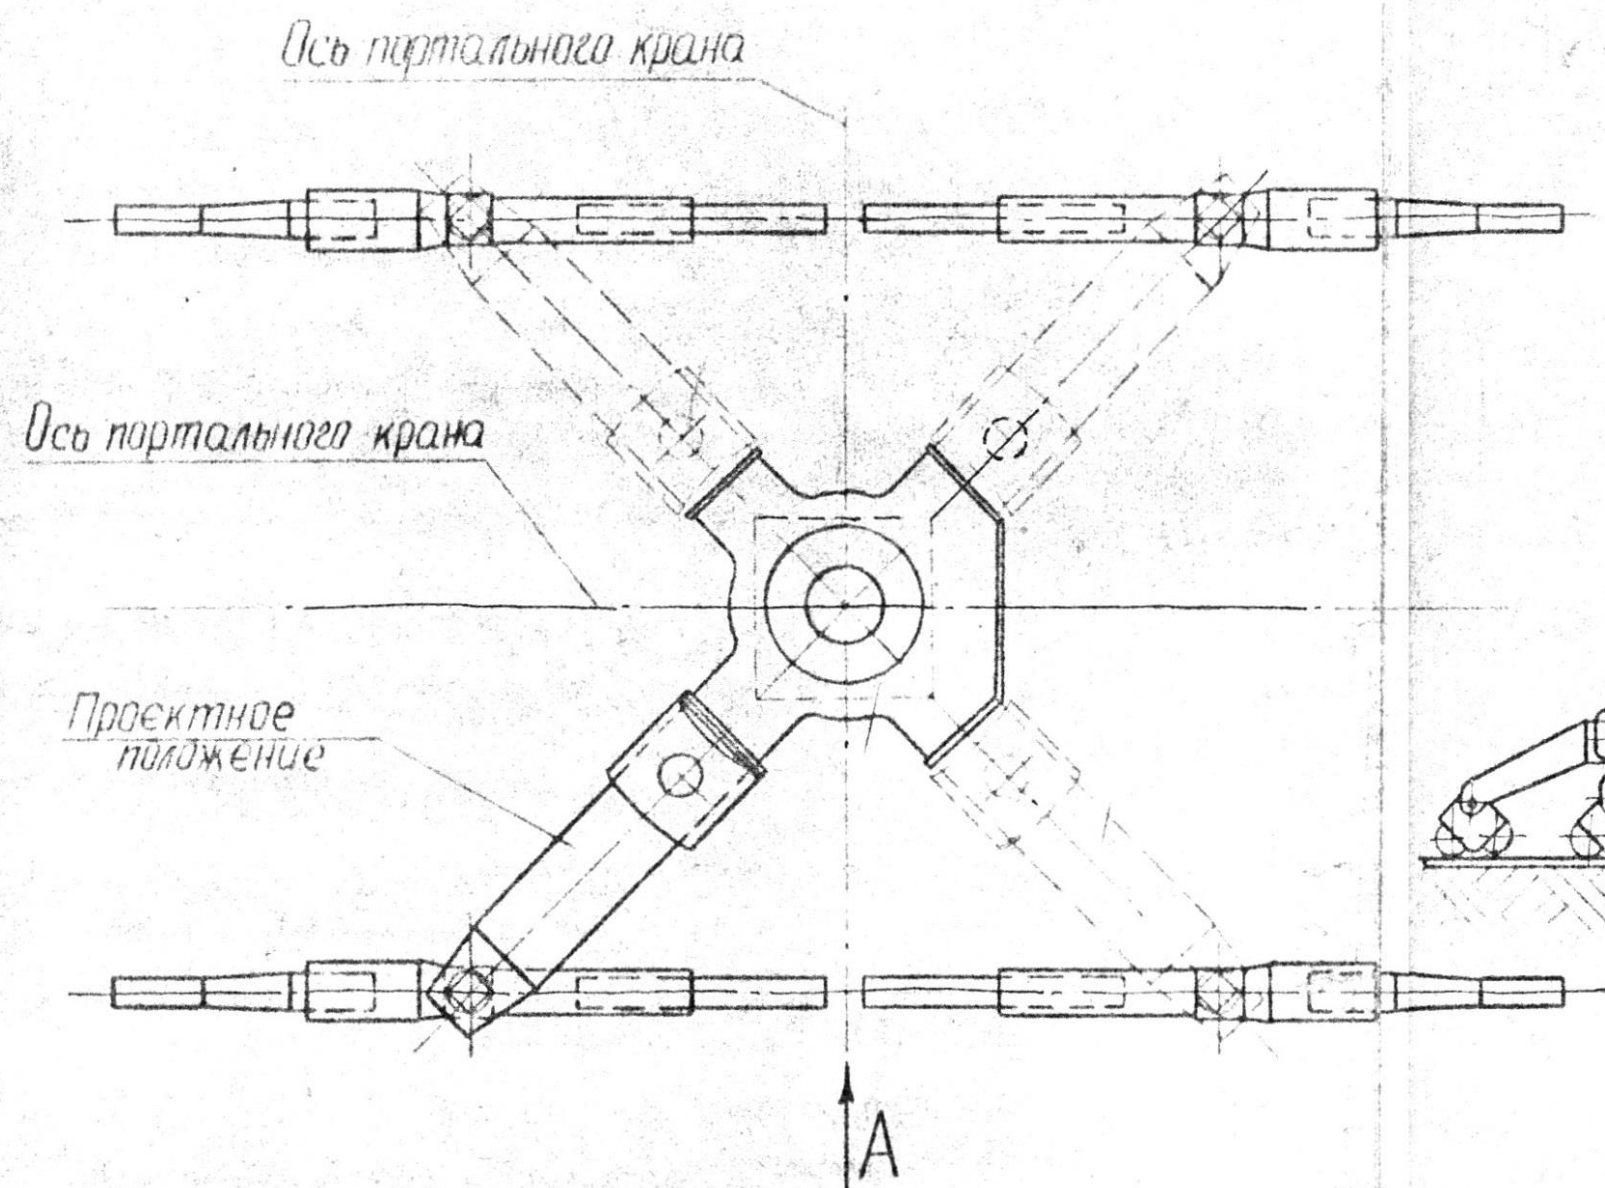 Ось портального крана
Ось портального крана
Проектное
положение
А